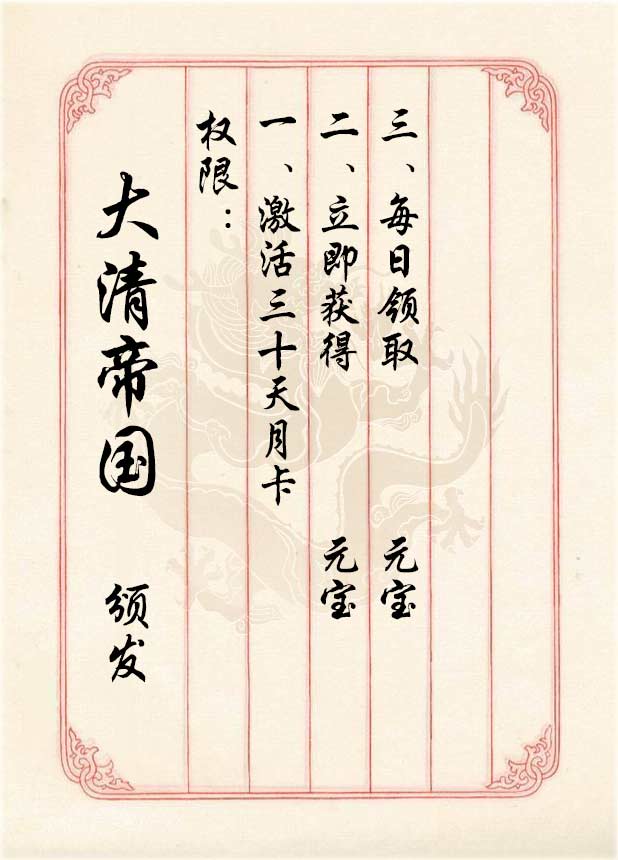 大清帝国 颁发
权限：
一、激活三十天月卡
二、立即获得 元宝
三、每日领取 元宝